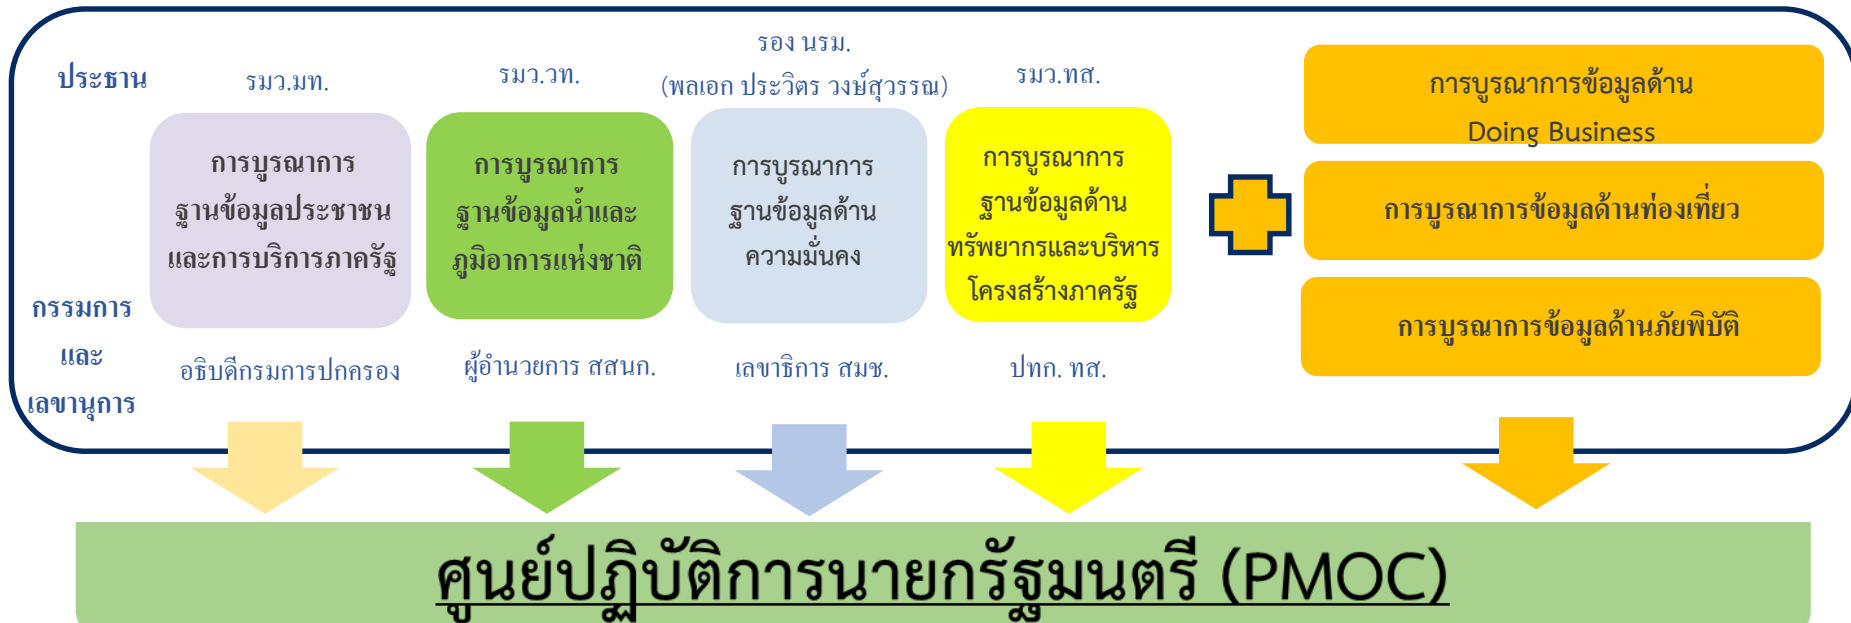 ประธาน
รมว.มท.
รมว.วท.
รอง นรม.
(พลเอก ประวิตร วงษ์สุวรรณ)
รมว.ทส.
การบูรณาการ
ฐานข้อมูลประชาชน
และการบริการภาครัฐ
การบูรณาการ
ฐานข้อมูลน้ำและ
ภูมิอาการแห่งชาติ
การบูรณาการ
ฐานข้อมูลด้าน
ความมั่นคง
การบูรณาการ
ฐานข้อมูลด้าน
ทรัพยากรและบริหาร
โครงสร้างภาครัฐ
การบูรณาการข้อมูลด้าน
Doing Business
การบูรณาการข้อมูลด้านท่องเที่ยว
การบูรณาการข้อมูลด้านภัยพิบัติ
กรรมการ
และ
เลขานุการ
อธิบดีกรมการปกครอง
ผู้อำนวยการ สสนก.
เลขาธิการ สมช.
ปทก. ทส.
ศูนย์ปฏิบัติการนายกรัฐมนตรี (PMOC)